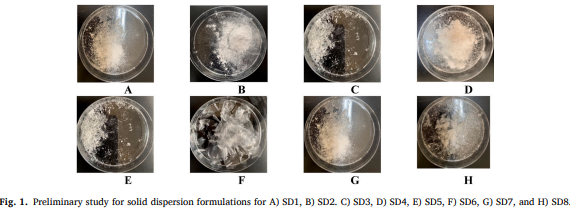 A B C D
E F G H
Fig. 1. Preliminary study for solid dispersion formulations for A) SD1, B) SD2. C) SD3, D) SD4, E) SD5, F) SD6, G) SD7, and H) SD8.